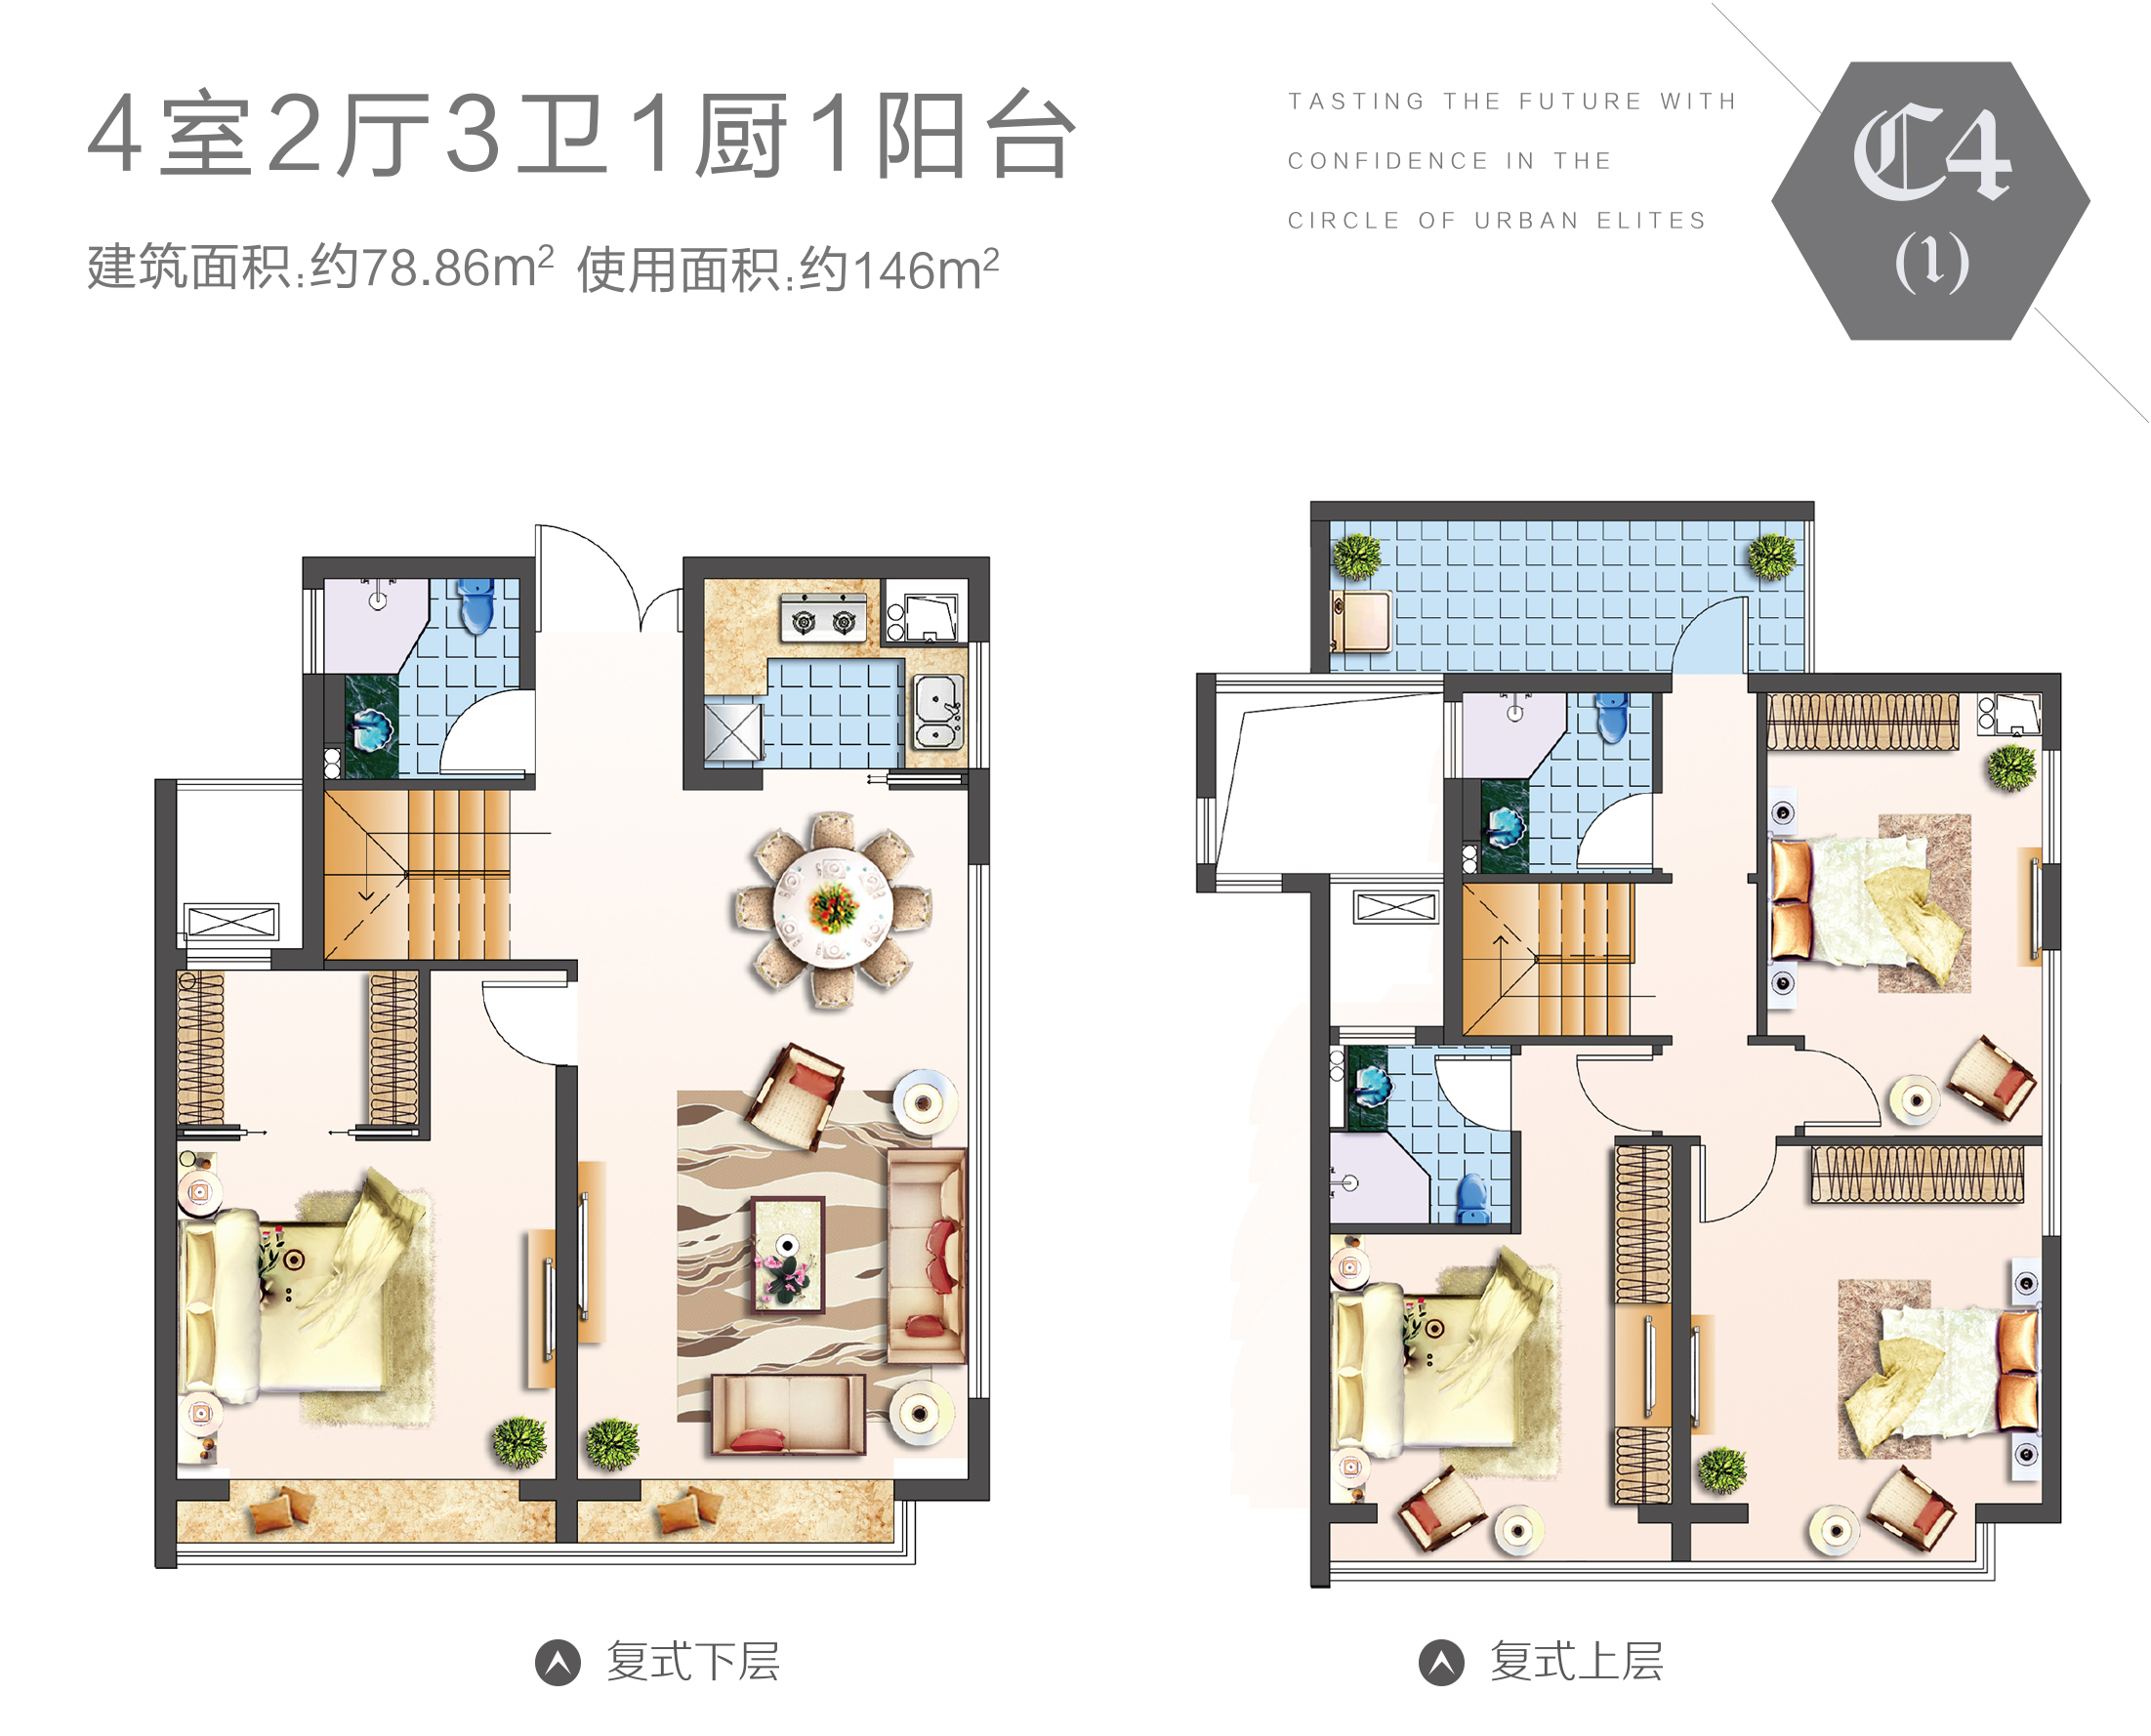 4室2厅3卫1厨1阳台
建筑面积:约78.86m² 使用面积:约146m²
TASTING THE FUTURE WITH
CONFIDENCE IN THE
CIRCLE OF URBAN ELITES
C4
(1)
复式下层
复式上层